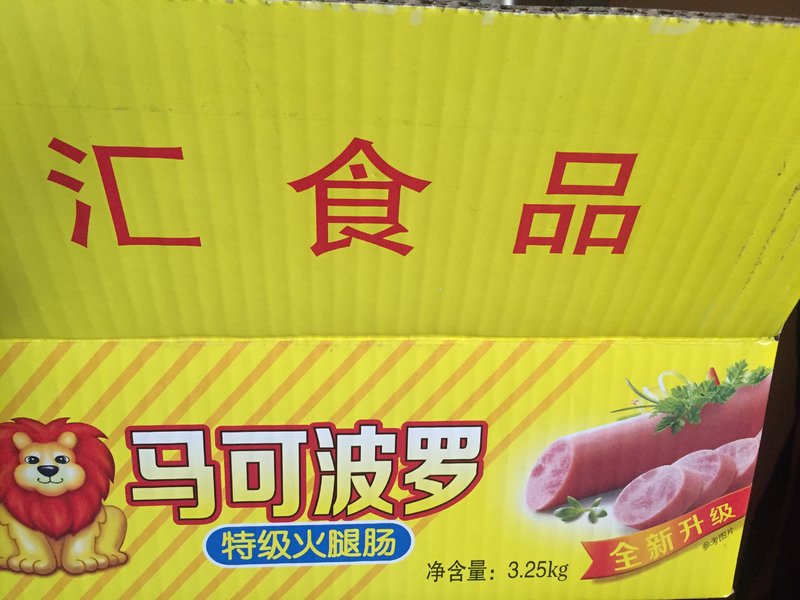 汇食品
马可波罗
特级火腿肠
净含量：3.25kg
全新升级
参考图片